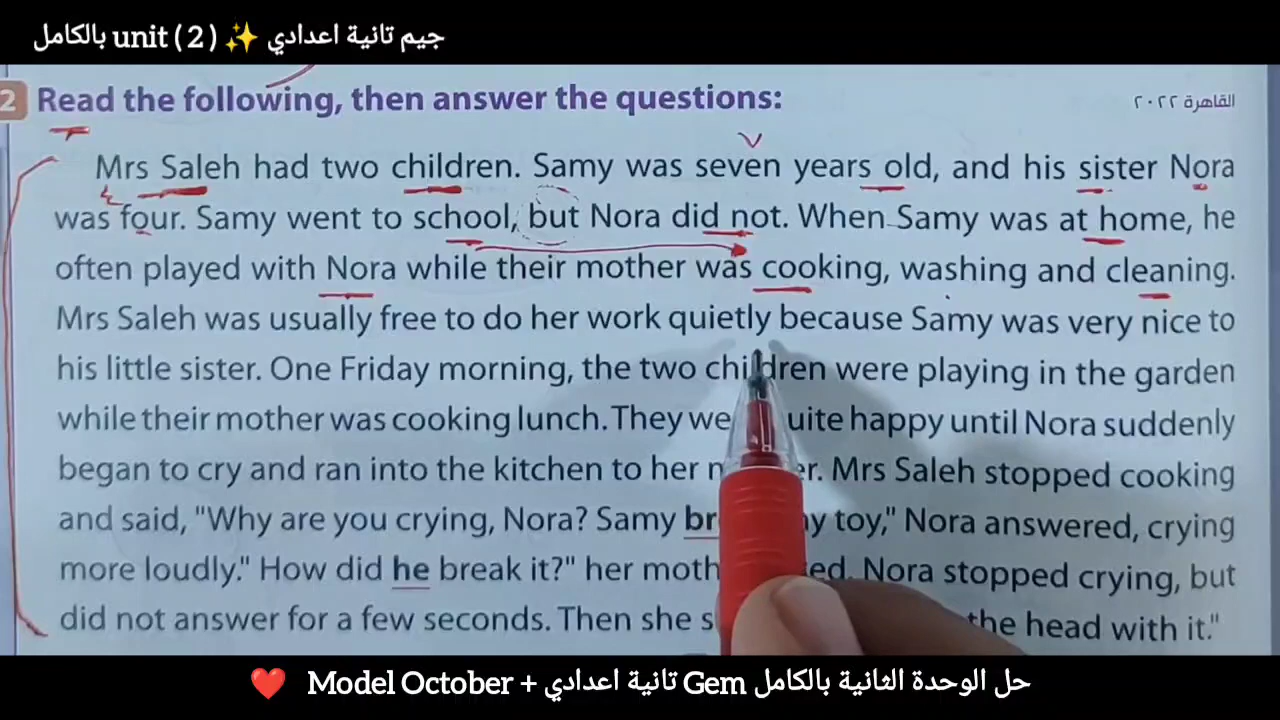 جيم تانية اعدادي ✨ unit ( 2 ) بالكامل
2 Read the following, then answer the questions:
القاهرة ٢٠٢٢
Mrs Saleh had two children. Samy was seven years old, and his sister Nora
was four. Samy went to school, but Nora did not. When Samy was at home, he
often played with Nora while their mother was cooking, washing and cleaning.
Mrs Saleh was usually free to do her work quietly because Samy was very nice to
his little sister. One Friday morning, the two children were playing in the garden
while their mother was cooking lunch. They quite happy until Nora suddenly
began to cry and ran into the kitchen to her Mrs Saleh stopped cooking
and said, "Why are you crying, Nora? Samy toy," Nora answered, crying
more loudly." How did he break it?" her Nora stopped crying, but
did not answer for a few seconds. Then she the head with it."
حل الوحدة الثانية بالكامل Gem تانية اعدادي + Model October ❤️